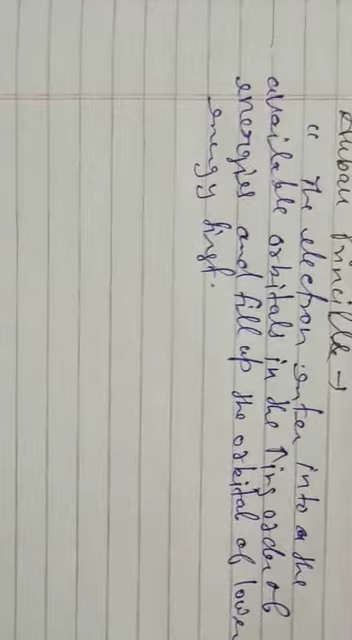 Aufbau Principle →
" The electron enter into a the
available orbitals in the ↑ing order of
energies and fill up the orbital of lower
energy first.